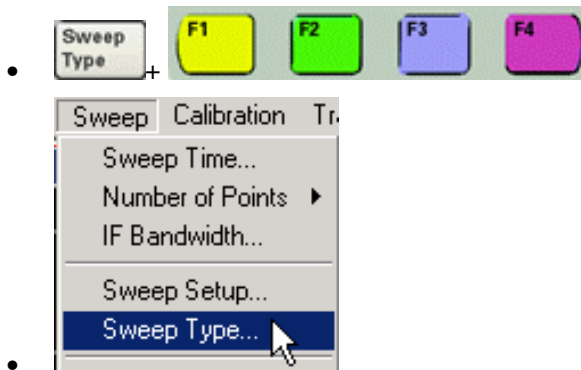 Sweep
Type
+
F1 F2 F3 F4
Sweep Calibration Tr
Sweep Time...
Number of Points
IF Bandwidth...
Sweep Setup...
Sweep Type...